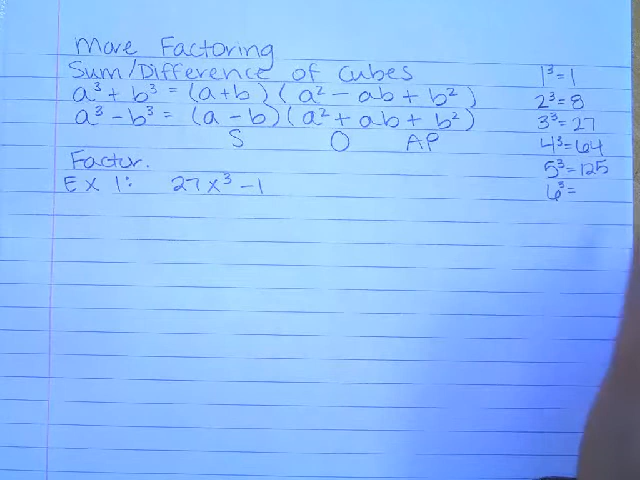 More Factoring
Sum/Difference of Cubes
a³ + b³ = (a+b)(a² - ab + b²)
a³ - b³ = (a - b)(a² + ab + b²)
S O AP
Factor.
Ex 1: 27x³ - 1
1³=1
2³=8
3³=27
4³=64
5³=125
6³=